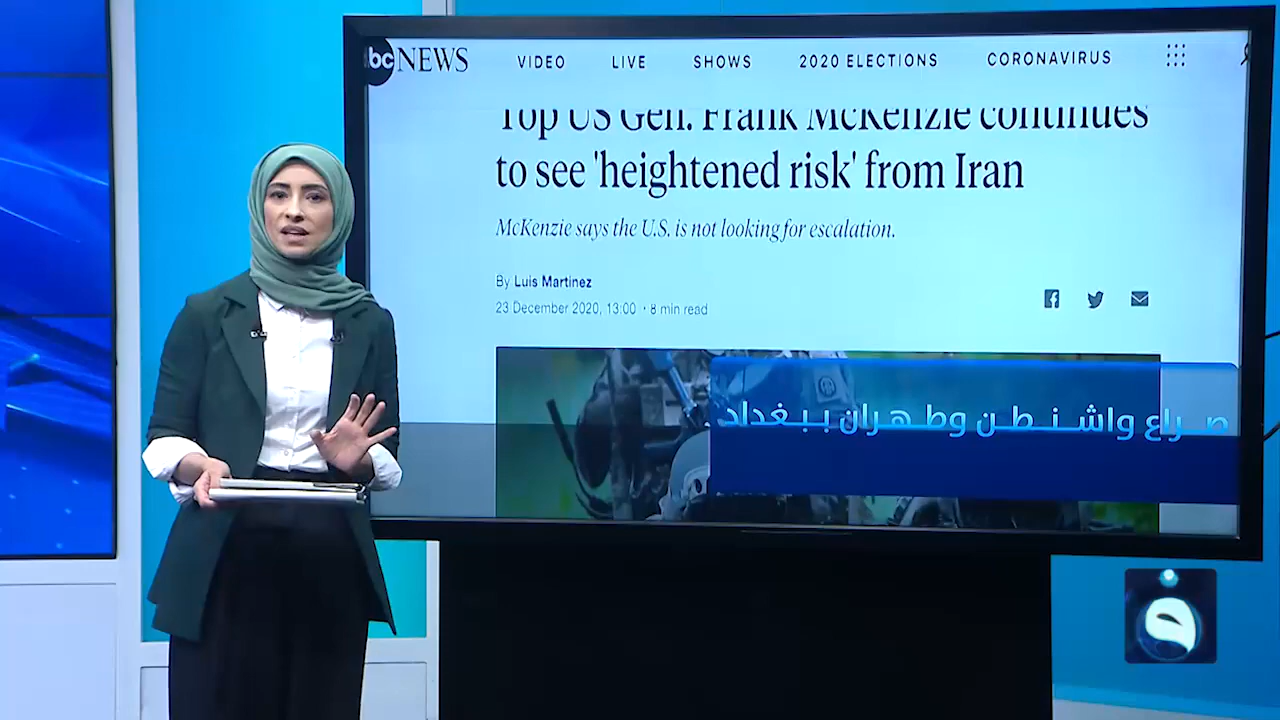 abc NEWS VIDEO LIVE SHOWS 2020 ELECTIONS CORONAVIRUS
Top US Gen. Frank McKenzie continues
to see 'heightened risk' from Iran
McKenzie says the U.S. is not looking for escalation.
By Luis Martinez
23 December 2020, 13:00 • 8 min read
صراع واشنطن وطهران ببغداد